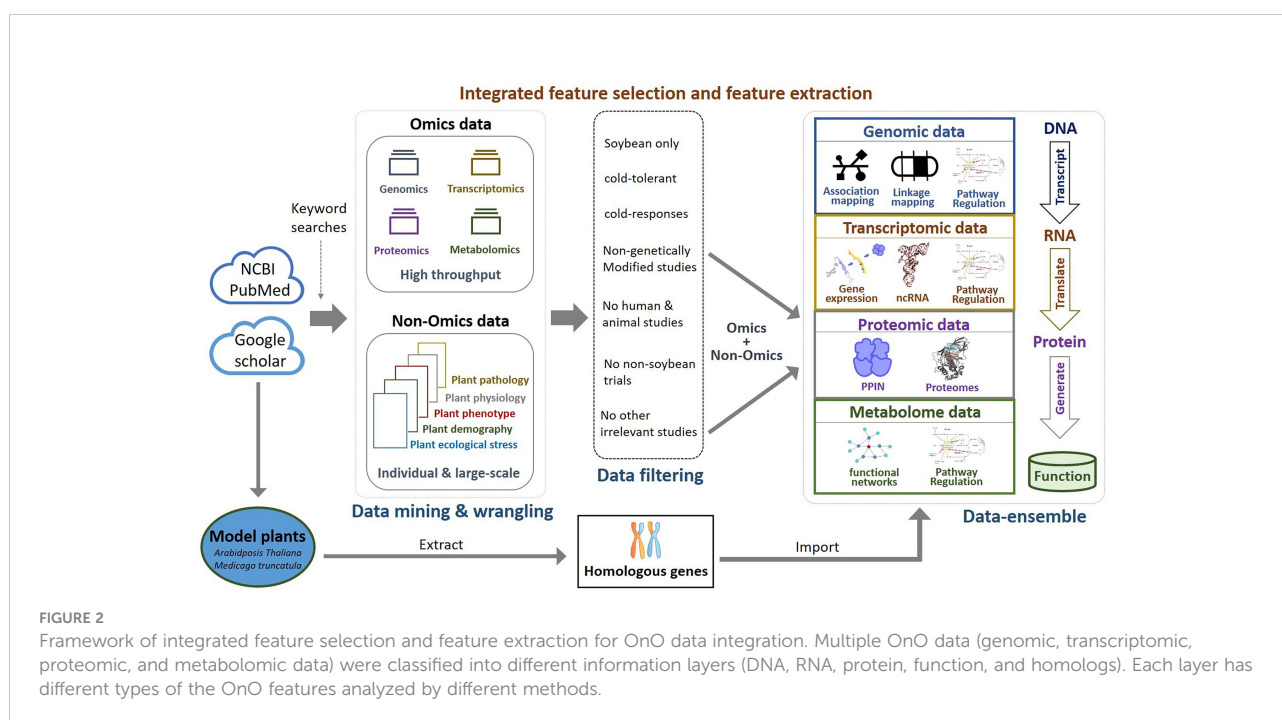 Integrated feature selection and feature extraction
NCBI
PubMed
Google
scholar
Keyword
searches
Omics data
Genomics
Transcriptomics
Proteomics
Metabolomics
High throughput
Non-Omics data
Plant pathology
Plant physiology
Plant phenotype
Plant demography
Plant ecological stress
Individual & large-scale
Data mining & wrangling
Soybean only
cold-tolerant
cold-responses
Non-genetically
Modified studies
No human &
animal studies
No non-soybean
trials
No other
irrelevant studies
Data filtering
Omics
+
Non-Omics
Genomic data
Association
mapping
Linkage
mapping
Pathway
Regulation
Transcriptomic data
Gene
expression
ncRNA
Pathway
Regulation
Proteomic data
PPIN
Proteomes
Metabolome data
functional
networks
Pathway
Regulation
DNA
Transcript
RNA
Translate
Protein
Generate
Function
Data-ensemble
Model plants
Arabidposis Thaliana
Medicago truncatula
Extract
Homologous genes
Import
FIGURE 2
Framework of integrated feature selection and feature extraction for OnO data integration. Multiple OnO data (genomic, transcriptomic,
proteomic, and metabolomic data) were classified into different information layers (DNA, RNA, protein, function, and homologs). Each layer has
different types of the OnO features analyzed by different methods.